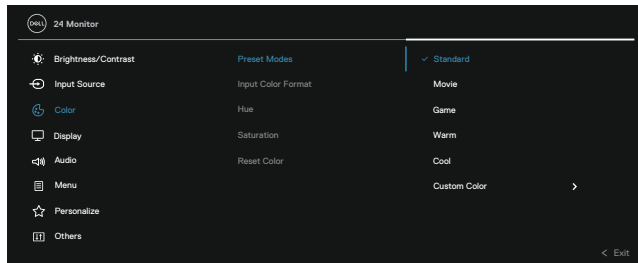 DELL 24 Monitor
Brightness/Contrast
Input Source
Color
Display
Audio
Menu
Personalize
Others
Preset Modes
Input Color Format
Hue
Saturation
Reset Color
Standard
Movie
Game
Warm
Cool
Custom Color
Exit